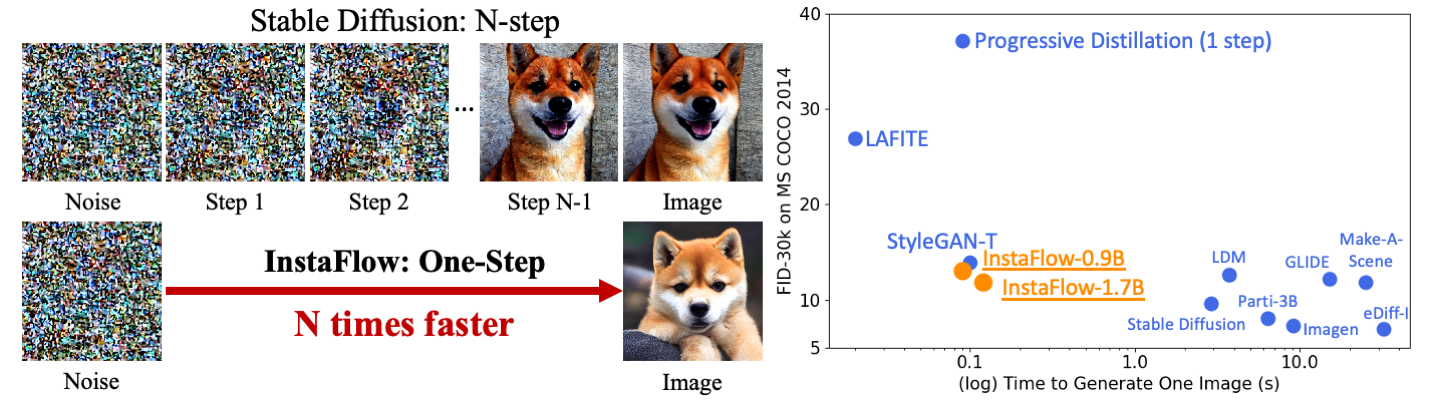 Stable Diffusion: N-step
...
Noise
Step 1
Step 2
Step N-1
Image
InstaFlow: One-Step
N times faster
Noise
Image
FID-30k on MS COCO 2014
40
30
20
10
5
Progressive Distillation (1 step)
LAFITE
StyleGAN-T
InstaFlow-0.9B
InstaFlow-1.7B
LDM
GLIDE
Make-A-
Scene
Stable Diffusion
Parti-3B
Imagen
eDiff-I
0.1
1.0
10.0
(log) Time to Generate One Image (s)